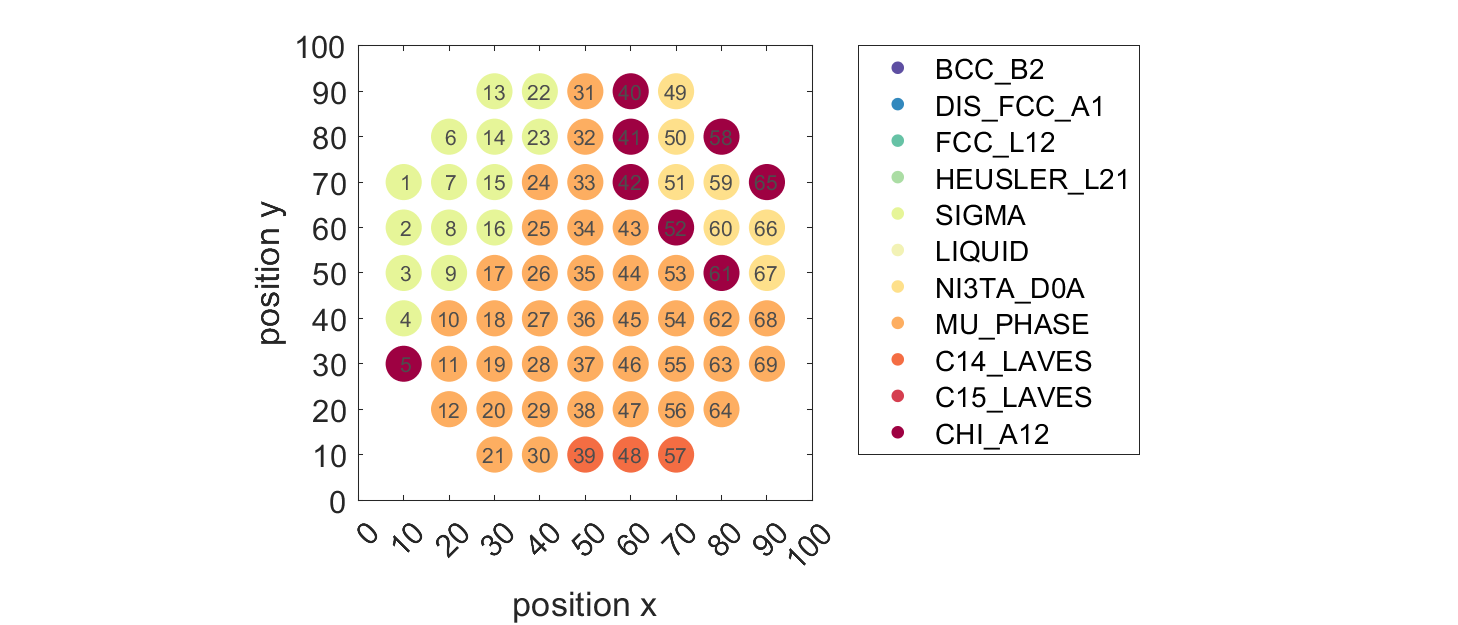 100
90
80
70
60
50
40
30
20
10
0
position y
13 22 31 40 49
6 14 23 32 41 50 58
1 7 15 24 33 42 51 59 65
2 8 16 25 34 43 52 60 66
3 9 17 26 35 44 53 61 67
4 10 18 27 36 45 54 62 68
5 11 19 28 37 46 55 63 69
12 20 29 38 47 56 64
21 30 39 48 57
0 10 20 30 40 50 60 70 80 90 100
position x
BCC_B2
DIS_FCC_A1
FCC_L12
HEUSLER_L21
SIGMA
LIQUID
NI3TA_D0A
MU_PHASE
C14_LAVES
C15_LAVES
CHI_A12